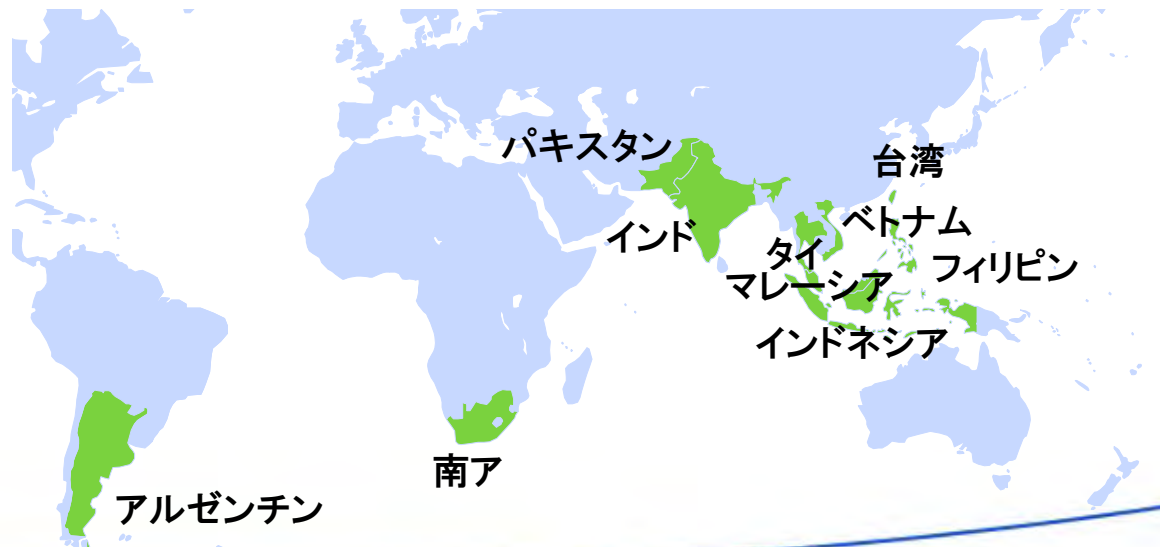 パキスタン
台湾
インド
ベトナム
タイ
フィリピン
マレーシア
インドネシア
南ア
アルゼンチン